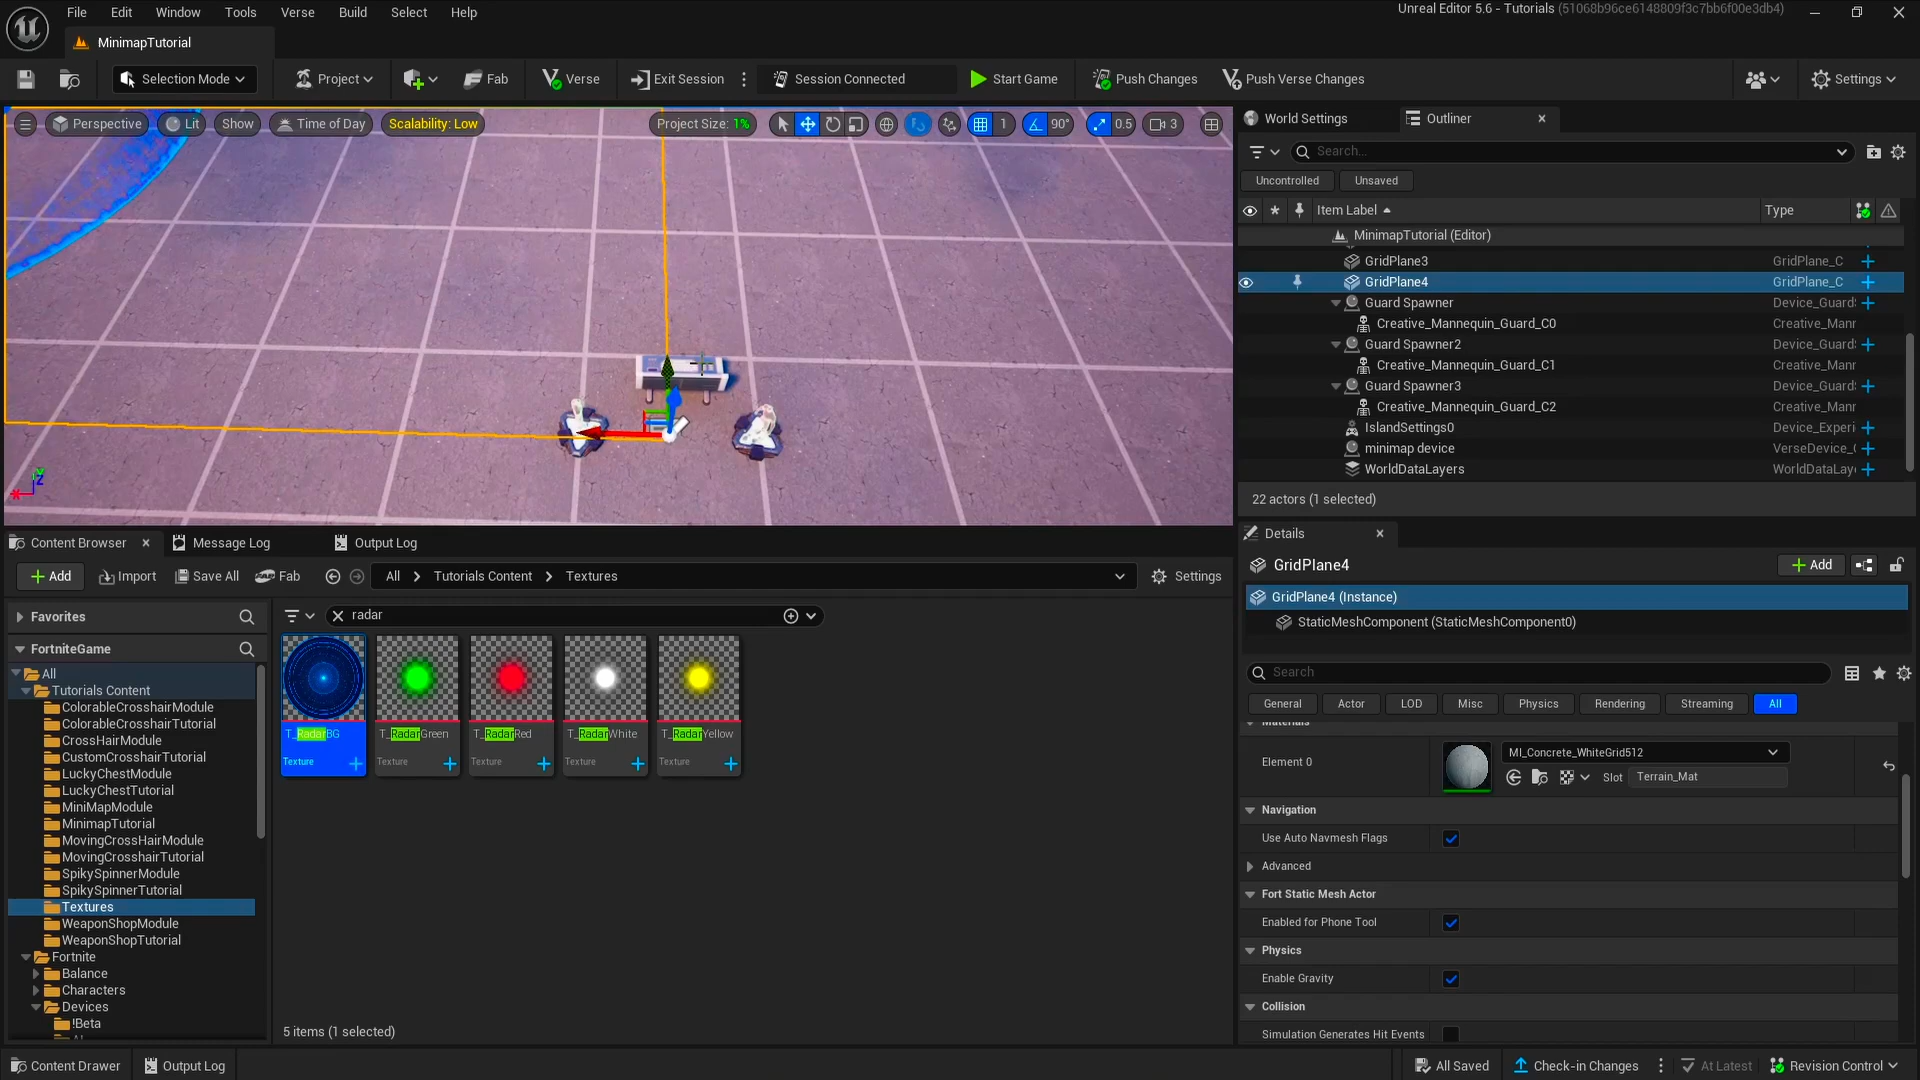 File Edit Window Tools Verse Build Select Help
Unreal Editor 5.6 - Tutorials (51068b96ce6148809f3c7bb6f00e3db4)
MinimapTutorial
Selection Mode Project Fab Verse Exit Session Session Connected Start Game Push Changes Push Verse Changes Settings
Perspective Lit Show Time of Day Scalability: Low Project Size: 1% 1 90° 0.5 3
World Settings Outliner
Search...
Uncontrolled Unsaved
Item Label Type
MinimapTutorial (Editor)
GridPlane3 GridPlane_C
GridPlane4 GridPlane_C
Guard Spawner Device_Guard
Creative_Mannequin_Guard_C0 Creative_Manr
Guard Spawner2 Device_Guard
Creative_Mannequin_Guard_C1 Creative_Manr
Guard Spawner3 Device_Guard
Creative_Mannequin_Guard_C2 Creative_Manr
IslandSettings0 Device_Experi
minimap device VerseDevice_
WorldDataLayers WorldDataLay
22 actors (1 selected)
X Z
Content Browser Message Log Output Log
Add Import Save All Fab All Tutorials Content Textures Settings
Favorites
FortniteGame
All
Tutorials Content
ColorableCrosshairModule
ColorableCrosshairTutorial
CrossHairModule
CustomCrosshairTutorial
LuckyChestModule
LuckyChestTutorial
MiniMapModule
MinimapTutorial
MovingCrossHairModule
MovingCrosshairTutorial
SpikySpinnerModule
SpikySpinnerTutorial
Textures
WeaponShopModule
WeaponShopTutorial
Fortnite
Balance
Characters
Devices
!Beta
radar
T_RadarBG T_RadarGreen T_RadarRed T_RadarWhite T_RadarYellow
Texture Texture Texture Texture Texture
5 items (1 selected)
Details
GridPlane4 Add
GridPlane4 (Instance)
StaticMeshComponent (StaticMeshComponent0)
Search
General Actor LOD Misc Physics Rendering Streaming All
Materials
Element 0 MI_Concrete_WhiteGrid512
Slot Terrain_Mat
Navigation
Use Auto Navmesh Flags
Advanced
Fort Static Mesh Actor
Enabled for Phone Tool
Physics
Enable Gravity
Collision
Simulation Generates Hit Events
Content Drawer Output Log All Saved Check-in Changes At Latest Revision Control